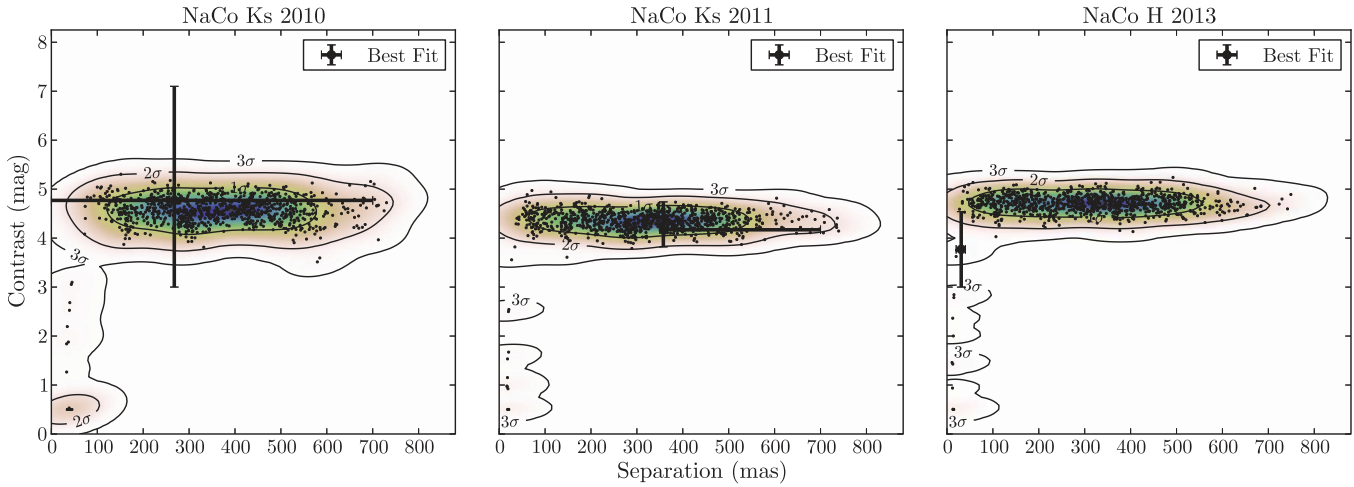 NaCo Ks 2010
NaCo Ks 2011
NaCo H 2013
Best Fit
Best Fit
Best Fit
Contrast (mag)
8
7
6
5
4
3
2
1
0
3σ
2σ
1σ
3σ
2σ
3σ
2σ
3σ
3σ
3σ
2σ
3σ
3σ
3σ
0 100 200 300 400 500 600 700 800
0 100 200 300 400 500 600 700 800
0 100 200 300 400 500 600 700 800
Separation (mas)